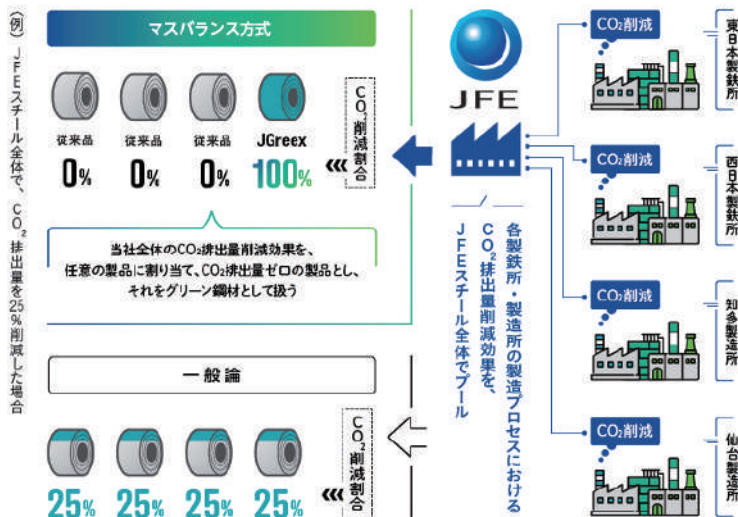 (例)JFEスチール全体で、CO₂排出量を25%削減した場合
マスバランス方式
従来品
0%
従来品
0%
従来品
0%
JGreex
100%
CO₂削減割合
当社全体のCO₂排出量削減効果を、
任意の製品に割り当て、CO₂排出量ゼロの製品とし、
それをグリーン鋼材として扱う
一般論
25%
25%
25%
25%
CO₂削減割合
JFE
各製鉄所・製造所の製造プロセスにおける
CO₂排出量削減効果を、
JFEスチール全体でプール
CO₂削減
東日本製鉄所
CO₂削減
西日本製鉄所
CO₂削減
知多製造所
CO₂削減
仙台製造所